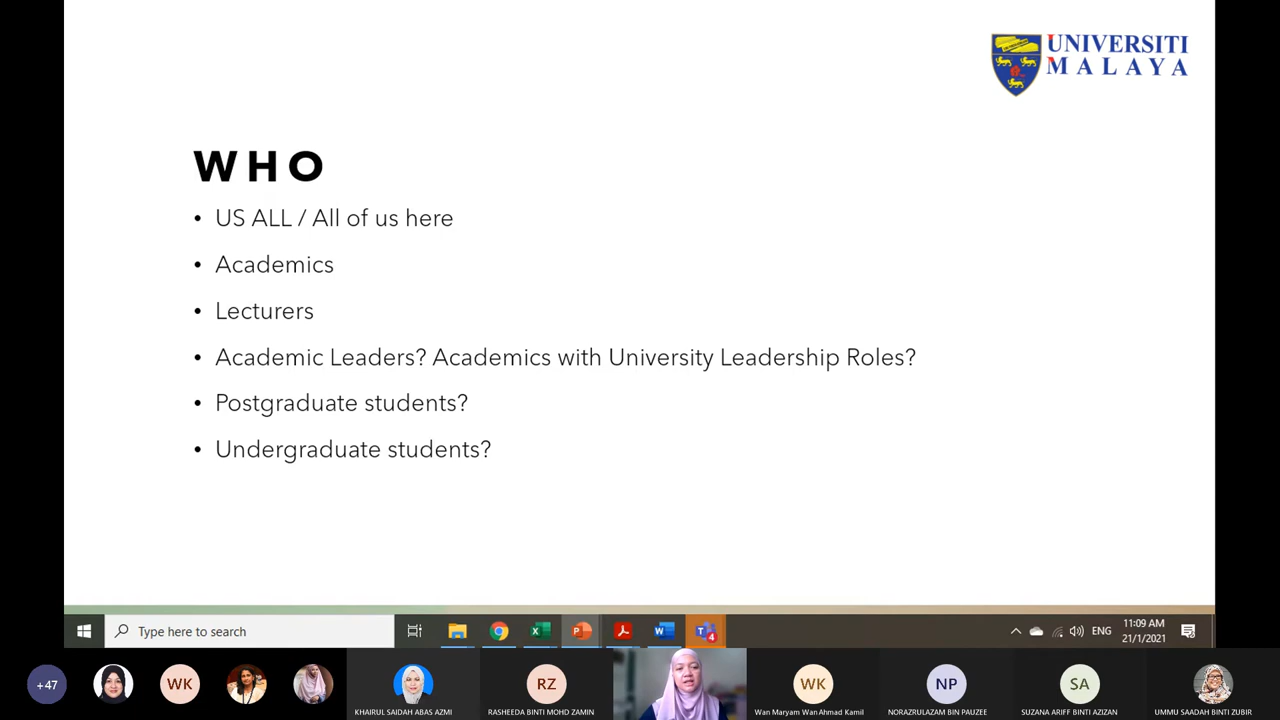 UNIVERSITI
MALAYA
WHO
• US ALL / All of us here
• Academics
• Lecturers
• Academic Leaders? Academics with University Leadership Roles?
• Postgraduate students?
• Undergraduate students?
Type here to search
4
ENG
11:09 AM
21/1/2021
+47
WK
RZ
WK
NP
SA
KHAIRUL SAIDAH ABAS AZMI
RASHEEDA BINTI MOHD ZAMIN
Wan Maryam Wan Ahmad Kamil
NORAZRULAZAM BIN PAUZEE
SUZANA ARIFF BINTI AZIZAN
UMMU SAADAH BINTI ZUBIR